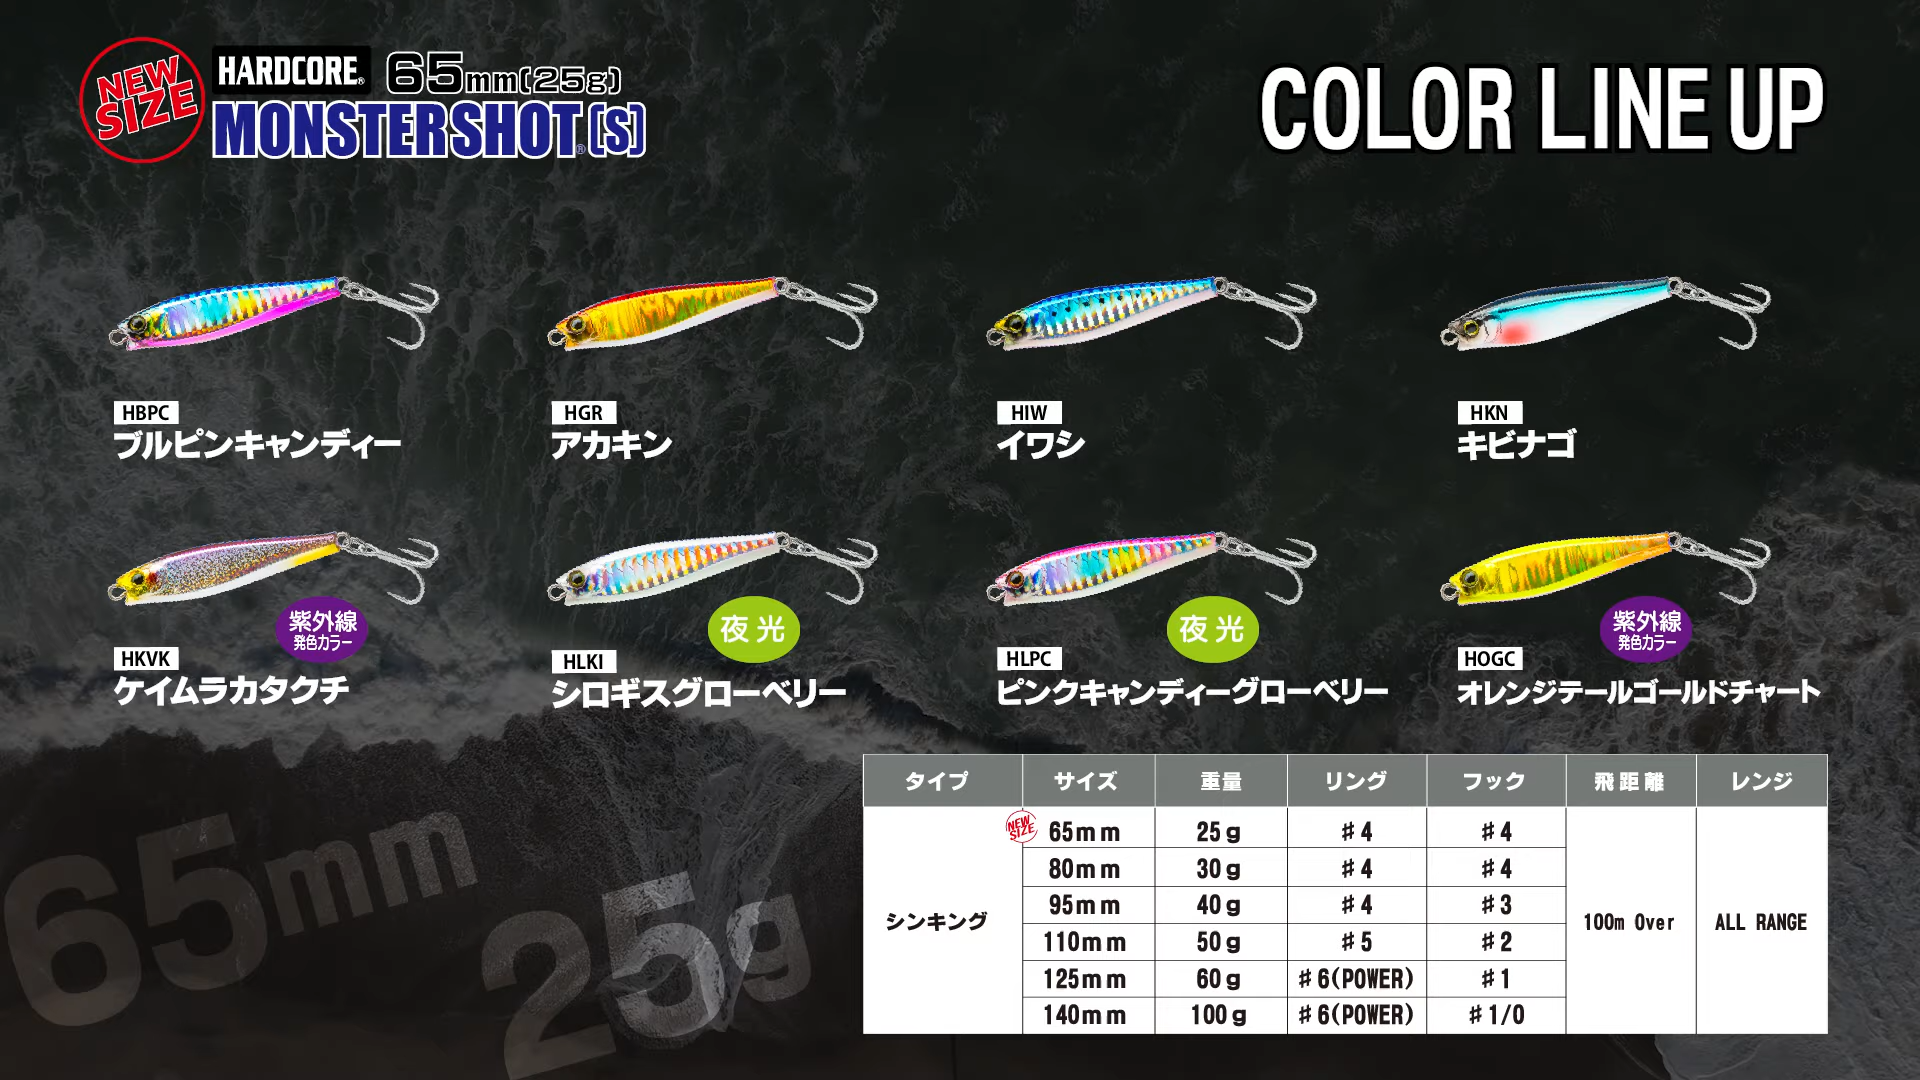 NEW SIZE
HARDCORE® 65mm(25g)
MONSTERSHOT®(S)
COLOR LINE UP
HBPC
ブルピンキャンディー
HGR
アカキン
HIW
イワシ
HKN
キビナゴ
HKVK
ケイムラカタクチ
紫外線
発色カラー
HLKI
シロギスグローベリー
夜光
HLPC
ピンクキャンディーグローベリー
夜光
HOGC
オレンジテールゴールドチャート
紫外線
発色カラー
65mm
25g
タイプ サイズ 重量 リング フック 飛距離 レンジ
シンキング
NEW SIZE 65mm 25g ♯4 ♯4
80mm 30g ♯4 ♯4
95mm 40g ♯4 ♯3
110mm 50g ♯5 ♯2
125mm 60g ♯6(POWER) ♯1
140mm 100g ♯6(POWER) ♯1/0
100m Over
ALL RANGE